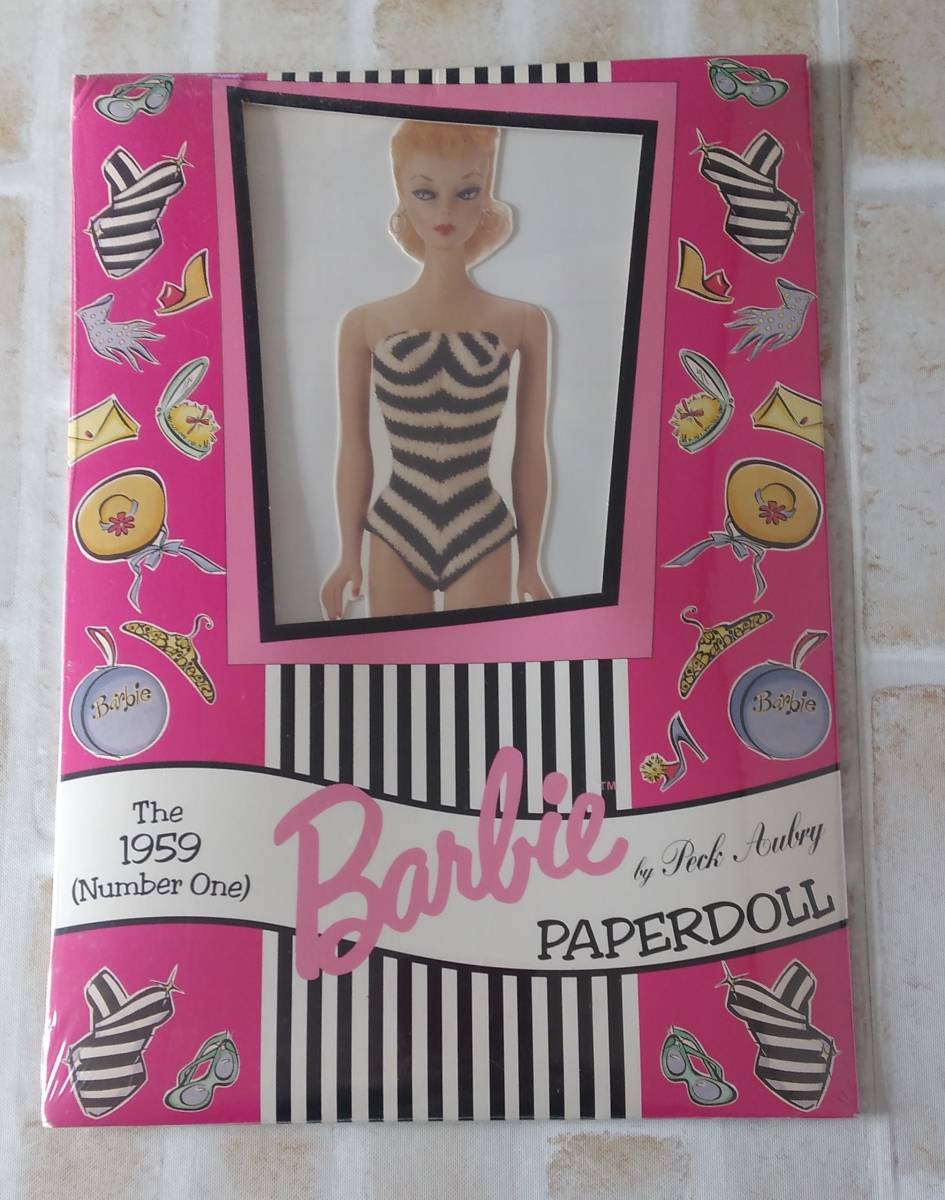 Barbie
Barbie
The
1959
(Number One)
Barbie™
by Peck Aubry
PAPERDOLL